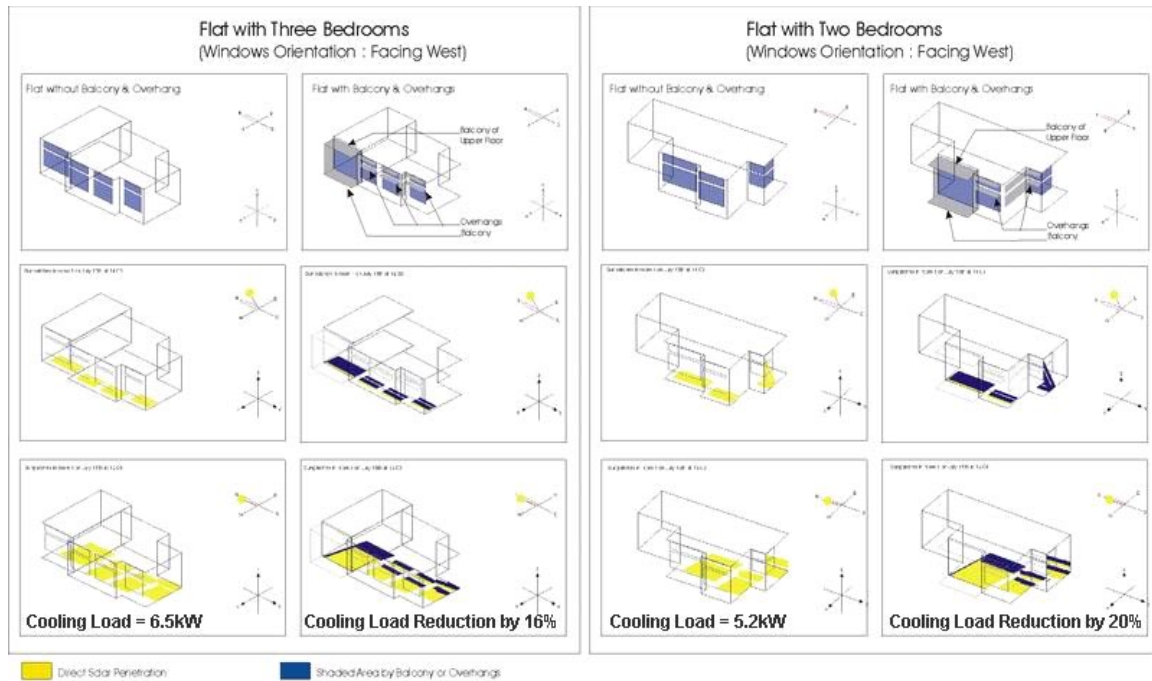 Flat with Three Bedrooms
(Windows Orientation : Facing West)
Flat without Balcony & Overhang
Flat with Balcony & Overhangs
Balcony of
Upper Floor
Overhangs
Balcony
Cooling Load = 6.5kW
Cooling Load Reduction by 16%
Flat with Two Bedrooms
(Windows Orientation : Facing West)
Flat without Balcony & Overhang
Flat with Balcony & Overhangs
Balcony of
Upper Floor
Overhangs
Balcony
Cooling Load = 5.2kW
Cooling Load Reduction by 20%
Direct Solar Penetration
Shaded Area by Balcony or Overhangs